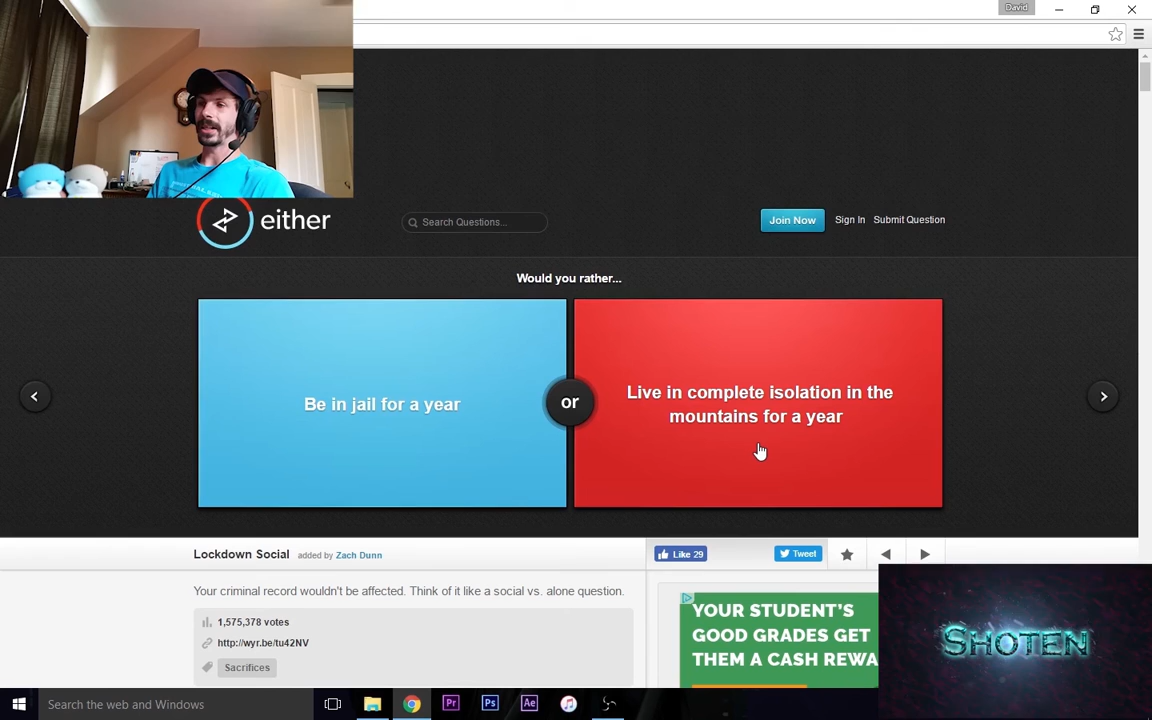 David
either
Search Questions...
Join Now
Sign In
Submit Question
Would you rather...
Be in jail for a year
or
Live in complete isolation in the
mountains for a year
Lockdown Social
added by Zach Dunn
Like 29
Tweet
Your criminal record wouldn't be affected. Think of it like a social vs. alone question.
1,575,378 votes
http://wyr.be/tu42NV
Sacrifices
YOUR STUDENT'S
GOOD GRADES GET
THEM A CASH REWA
SHOTEN
Search the web and Windows
Pr
Ps
Ae